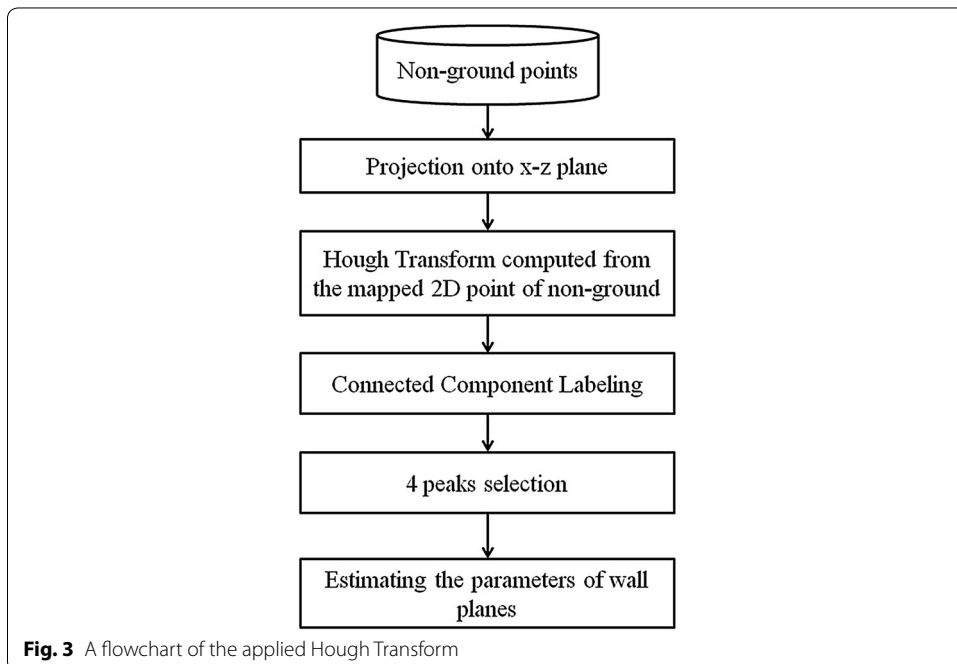 Non-ground points
Projection onto x-z plane
Hough Transform computed from
the mapped 2D point of non-ground
Connected Component Labeling
4 peaks selection
Estimating the parameters of wall
planes
Fig. 3 A flowchart of the applied Hough Transform